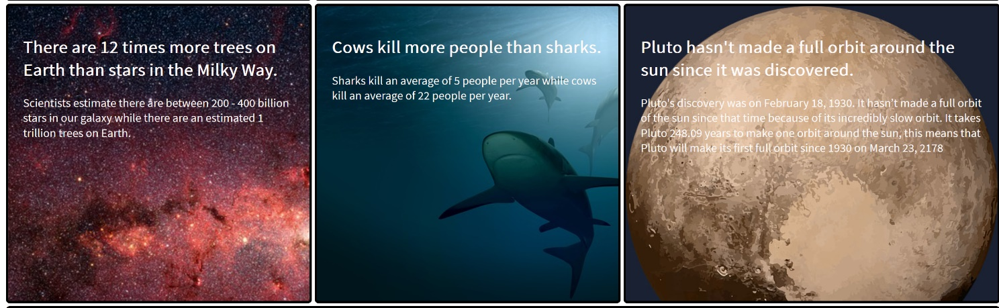 There are 12 times more trees on
Earth than stars in the Milky Way.
Scientists estimate there are between 200 - 400 billion
stars in our galaxy while there are an estimated 1
trillion trees on Earth.
Cows kill more people than sharks.
Sharks kill an average of 5 people per year while cows
kill an average of 22 people per year.
Pluto hasn't made a full orbit around the
sun since it was discovered.
Pluto's discovery was on February 18, 1930. It hasn’t made a full orbit
of the sun since that time because of its incredibly slow orbit. It takes
Pluto 248.09 years to make one orbit around the sun, this means that
Pluto will make its first full orbit since 1930 on March 23, 2178